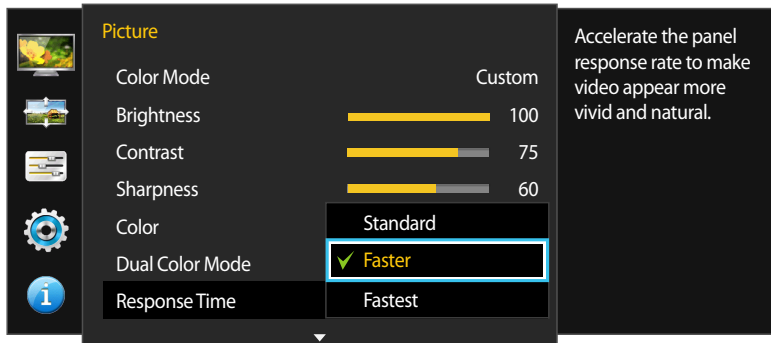 Picture
Color Mode Custom
Brightness 100
Contrast 75
Sharpness 60
Color
Dual Color Mode
Response Time
Standard
Faster
Fastest
Accelerate the panel
response rate to make
video appear more
vivid and natural.